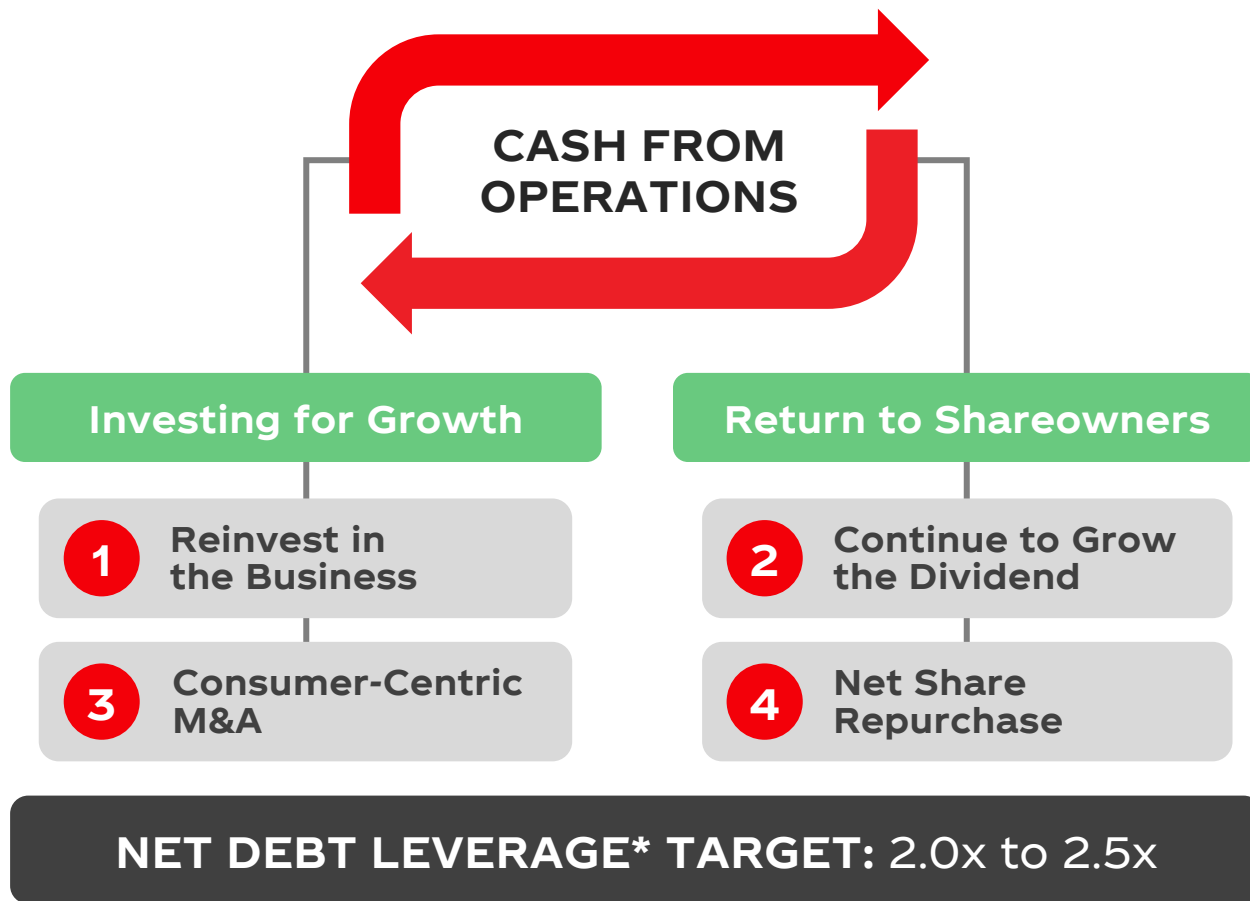 CASH FROM
OPERATIONS
Investing for Growth
Return to Shareowners
1
Reinvest in
the Business
2
Continue to Grow
the Dividend
3
Consumer-Centric
M&A
4
Net Share
Repurchase
NET DEBT LEVERAGE* TARGET: 2.0x to 2.5x